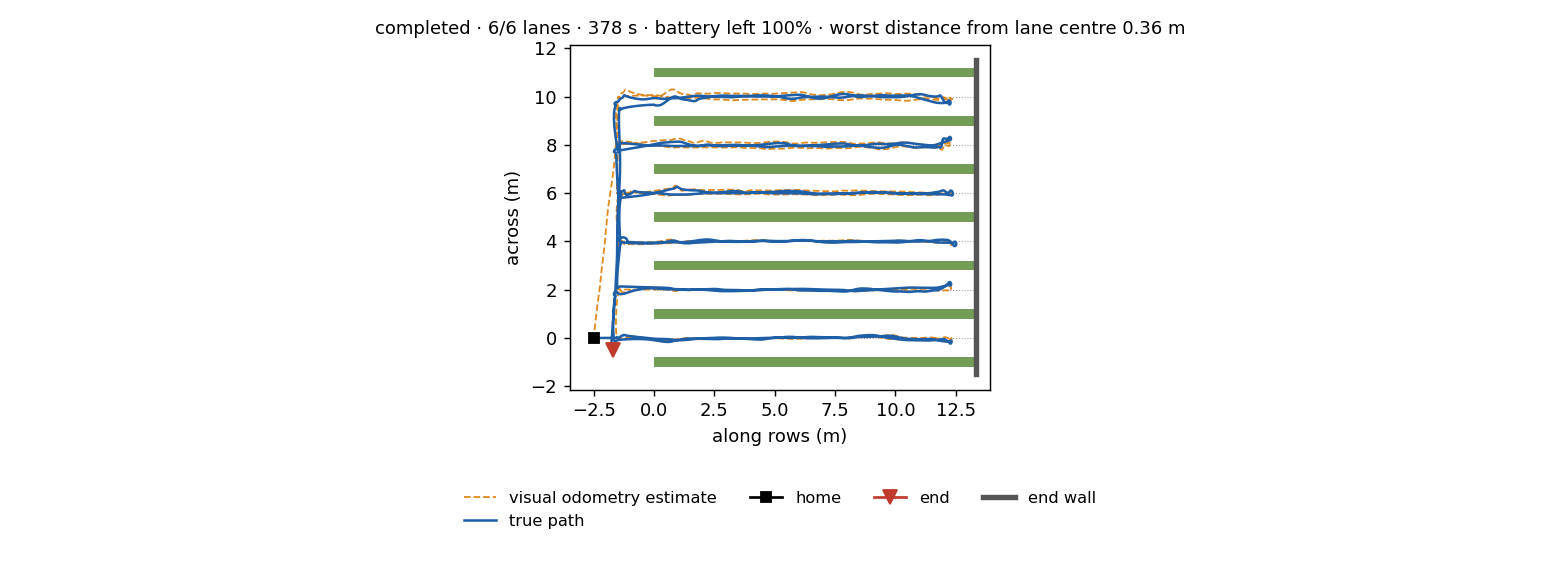 completed · 6/6 lanes · 378 s · battery left 100% · worst distance from lane centre 0.36 m
12
10
8
6
4
2
0
−2
across (m)
−2.5 0.0 2.5 5.0 7.5 10.0 12.5
along rows (m)
visual odometry estimate home end end wall
true path